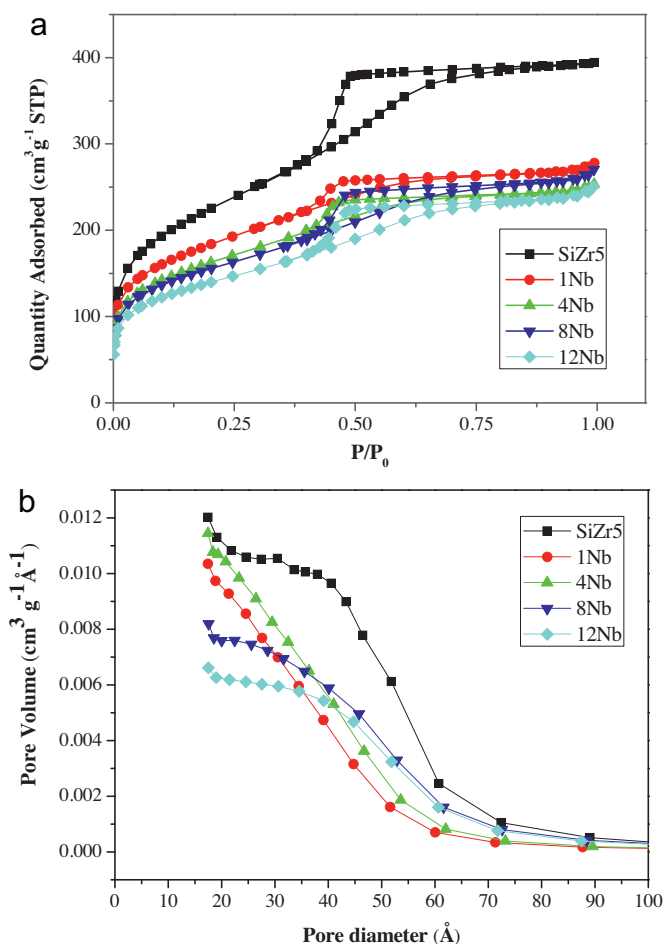 a
400
300
200
100
0
Quantity Adsorbed (cm³g⁻¹ STP)
SiZr5
1Nb
4Nb
8Nb
12Nb
0.00 0.25 0.50 0.75 1.00
P/P₀
b
0.012
0.010
0.008
0.006
0.004
0.002
0.000
Pore Volume (cm³ g⁻¹Å⁻¹)
SiZr5
1Nb
4Nb
8Nb
12Nb
0 10 20 30 40 50 60 70 80 90 100
Pore diameter (Å)